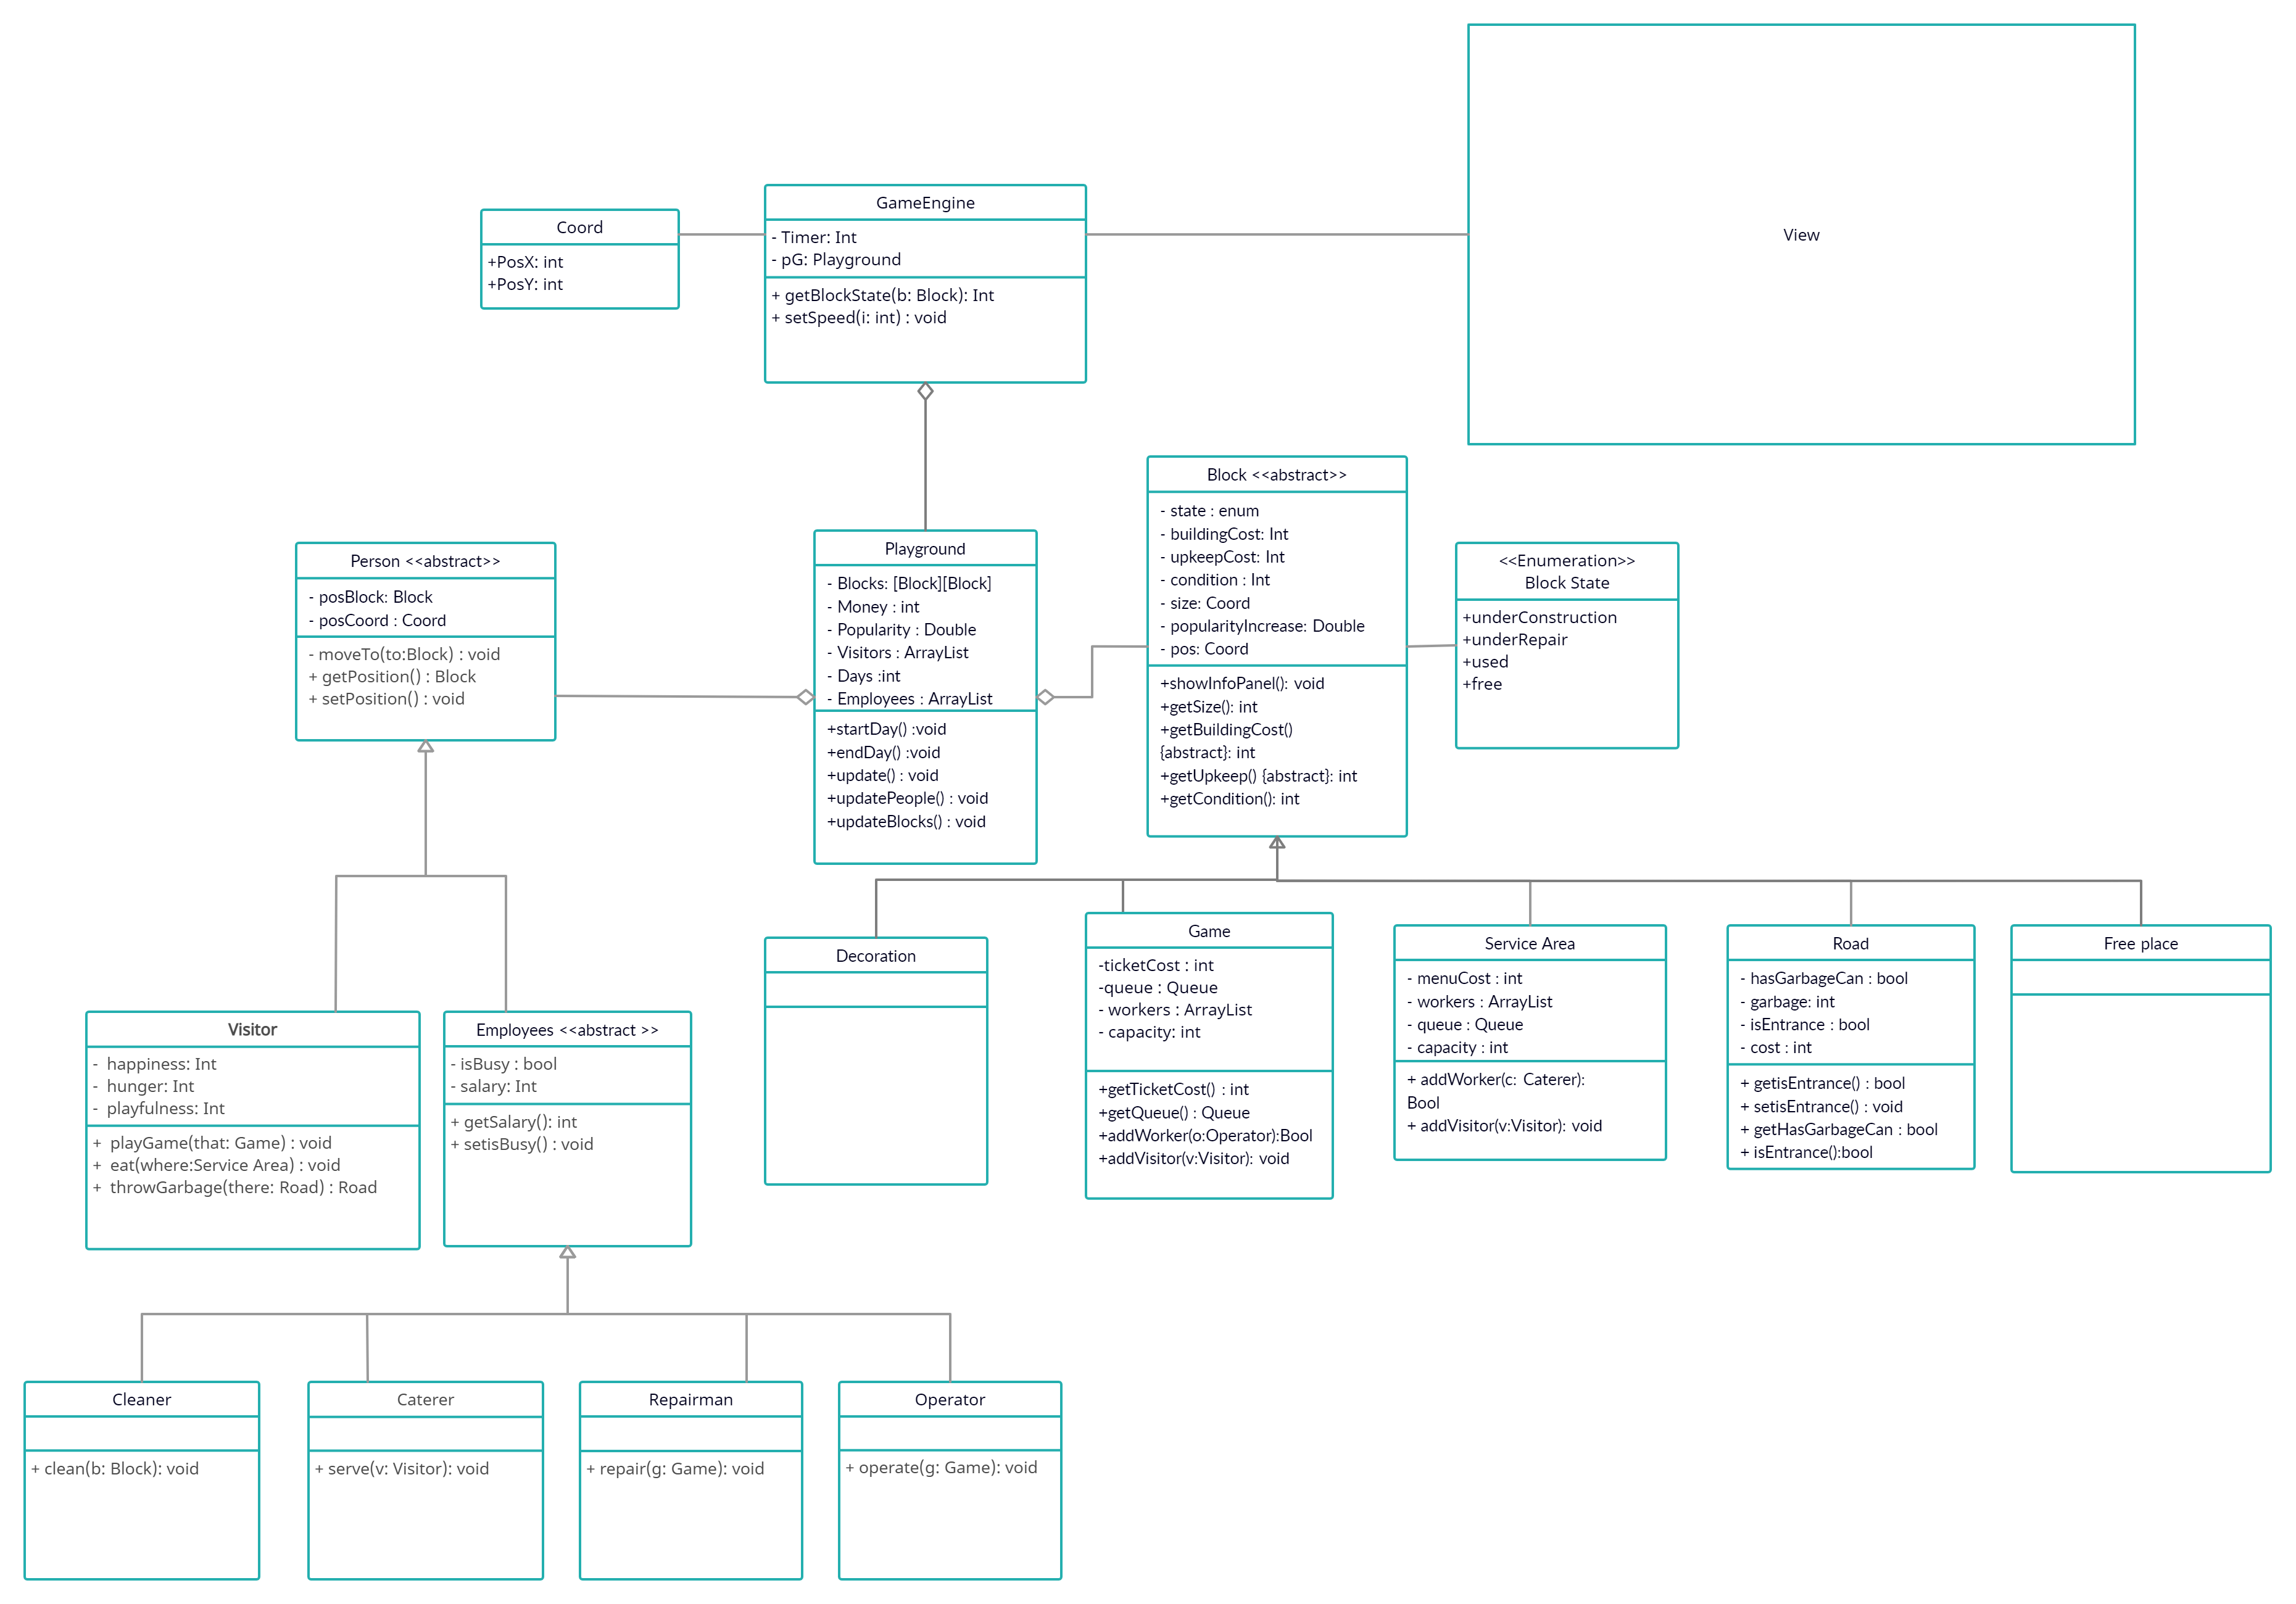 View
GameEngine
- Timer: Int
- pG: Playground
+ getBlockState(b: Block): Int
+ setSpeed(i: int) : void
Coord
+PosX: int
+PosY: int
Block <<abstract>>
- state : enum
- buildingCost: Int
- upkeepCost: Int
- condition : Int
- size: Coord
- popularityIncrease: Double
- pos: Coord
+showInfoPanel(): void
+getSize(): int
+getBuildingCost()
{abstract}: int
+getUpkeep() {abstract}: int
+getCondition(): int
<<Enumeration>>
Block State
+underConstruction
+underRepair
+used
+free
Playground
- Blocks: [Block][Block]
- Money : int
- Popularity : Double
- Visitors : ArrayList
- Days :int
- Employees : ArrayList
+startDay() :void
+endDay() :void
+update() : void
+updatePeople() : void
+updateBlocks() : void
Person <<abstract>>
- posBlock: Block
- posCoord : Coord
- moveTo(to:Block) : void
+ getPosition() : Block
+ setPosition() : void
Decoration
Game
-ticketCost : int
-queue : Queue
- workers : ArrayList
- capacity: int
+getTicketCost() : int
+getQueue() : Queue
+addWorker(o:Operator):Bool
+addVisitor(v:Visitor): void
Service Area
- menuCost : int
- workers : ArrayList
- queue : Queue
- capacity : int
+ addWorker(c: Caterer):
Bool
+ addVisitor(v:Visitor): void
Road
- hasGarbageCan : bool
- garbage: int
- isEntrance : bool
- cost : int
+ getisEntrance() : bool
+ setisEntrance() : void
+ getHasGarbageCan : bool
+ isEntrance():bool
Free place
Visitor
- happiness: Int
- hunger: Int
- playfulness: Int
+ playGame(that: Game) : void
+ eat(where:Service Area) : void
+ throwGarbage(there: Road) : Road
Employees <<abstract >>
- isBusy : bool
- salary: Int
+ getSalary(): int
+ setisBusy() : void
Cleaner
+ clean(b: Block): void
Caterer
+ serve(v: Visitor): void
Repairman
+ repair(g: Game): void
Operator
+ operate(g: Game): void